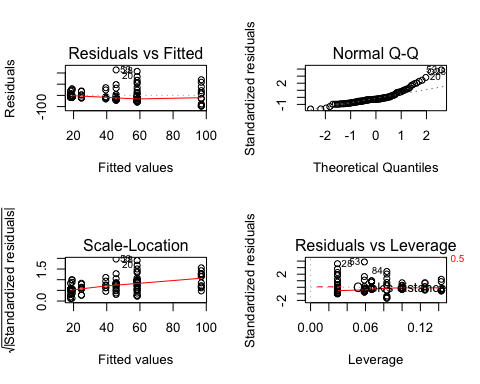 Residuals vs Fitted
Residuals
-100
20 40 60 80 100
Fitted values
Normal Q-Q
Standardized residuals
-1 2
-2 -1 0 1 2
Theoretical Quantiles
Scale-Location
√|Standardized residuals|
0.0 1.5
20 40 60 80 100
Fitted values
Residuals vs Leverage
Standardized residuals
-2 2
84
0.5
0.00 0.06 0.12
Leverage